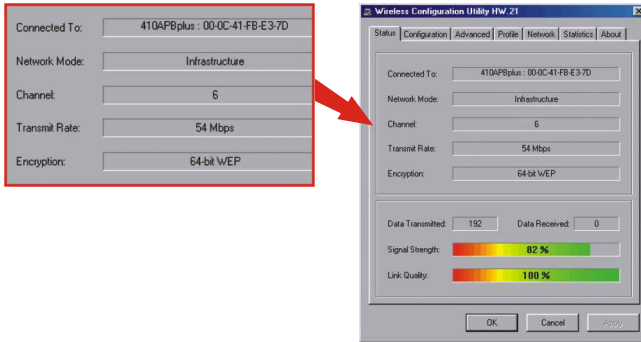 Connected To: 410APBplus : 00-0C-41-FB-E3-7D
Network Mode: Infrastructure
Channel: 6
Transmit Rate: 54 Mbps
Encryption: 64-bit WEP
Wireless Configuration Utility HW.21
Status Configuration Advanced Profile Network Statistics About
Connected To: 410APBplus : 00-0C-41-FB-E3-7D
Network Mode: Infrastructure
Channel: 6
Transmit Rate: 54 Mbps
Encryption: 64-bit WEP
Data Transmitted: 192 Data Received: 0
Signal Strength: 82 %
Link Quality: 100 %
OK Cancel Apply